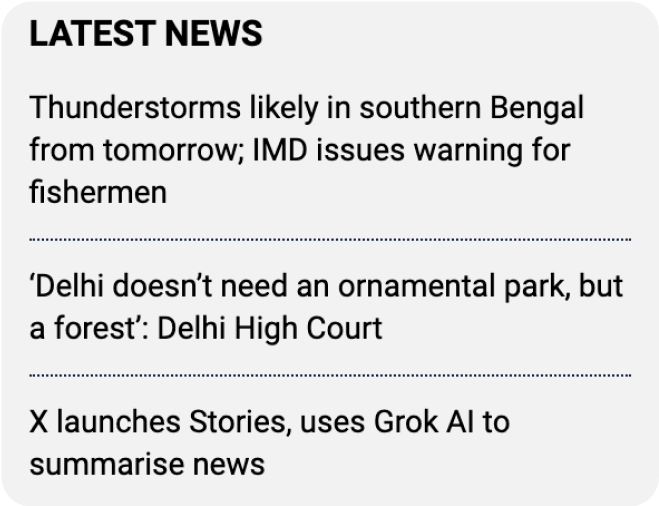 LATEST NEWS
Thunderstorms likely in southern Bengal
from tomorrow; IMD issues warning for
fishermen
‘Delhi doesn’t need an ornamental park, but
a forest’: Delhi High Court
X launches Stories, uses Grok AI to
summarise news